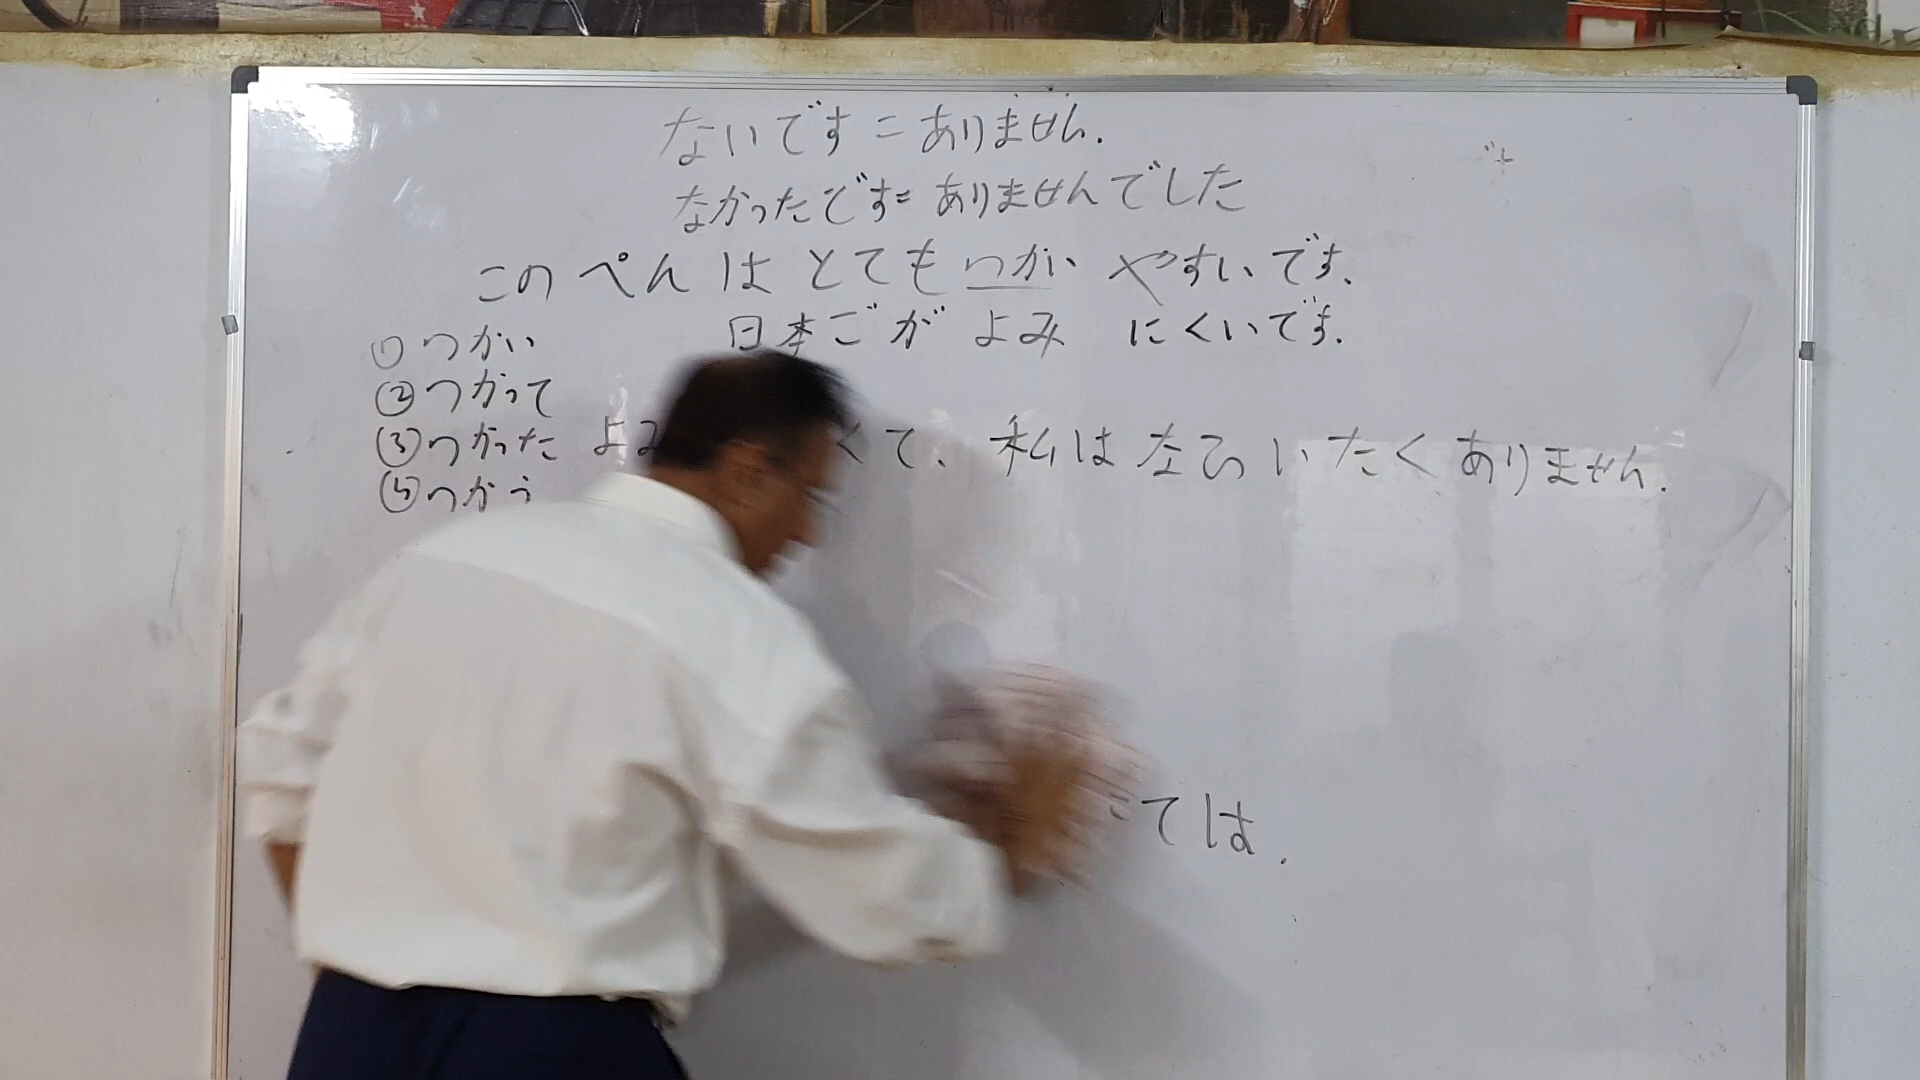 ないです = ありません.
なかったです= ありませんでした
このぺんはとてもつかいやすいです.
日本ごがよみ にくいです.
① つかい
② つかって
③ つかった よみ くて、私は たくありません.
つかう
ては.